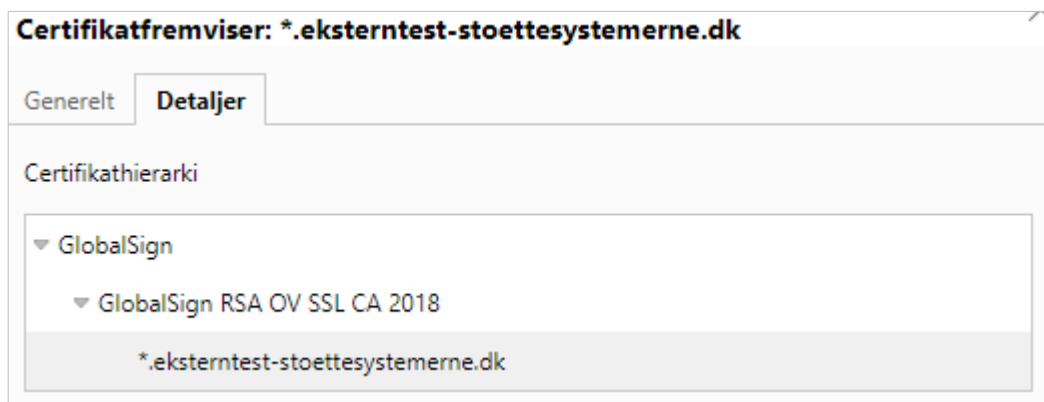 Certifikatfremviser: *.eksterntest-stoettesystemerne.dk
Generelt Detaljer
Certifikathierarki
GlobalSign
GlobalSign RSA OV SSL CA 2018
*.eksterntest-stoettesystemerne.dk